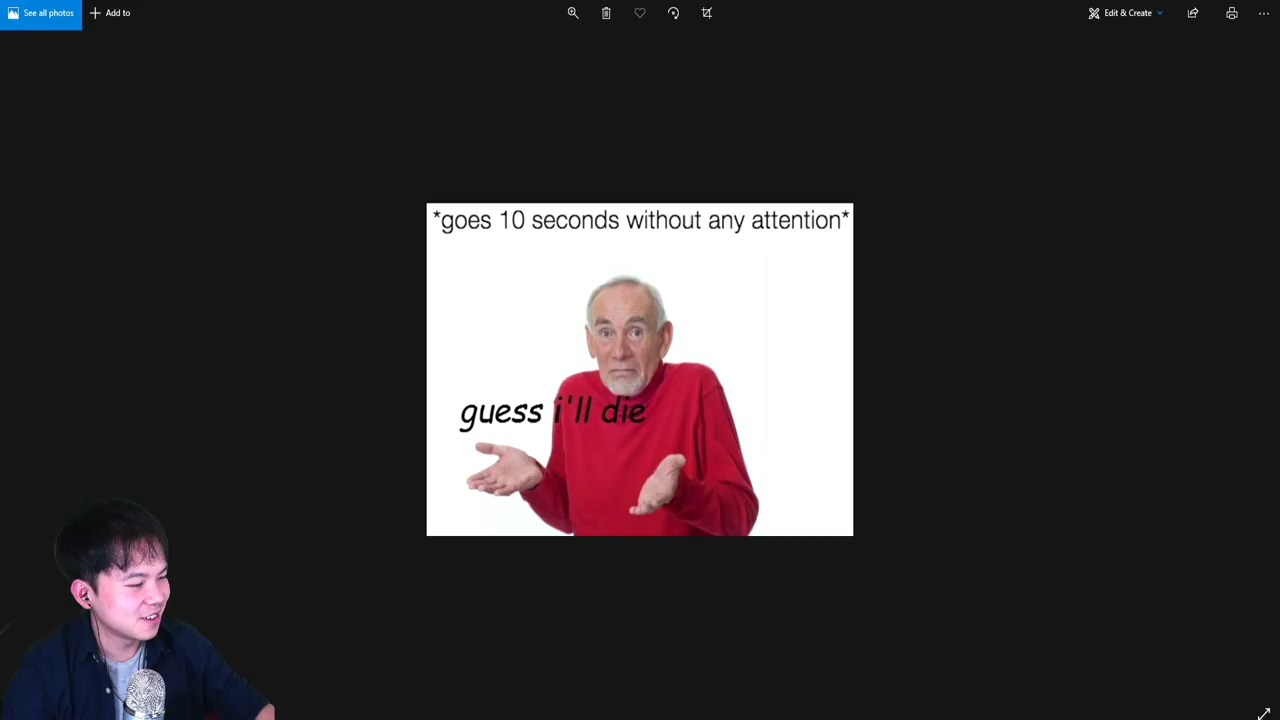 See all photos
Add to
Edit & Create
*goes 10 seconds without any attention*
guess i'll die